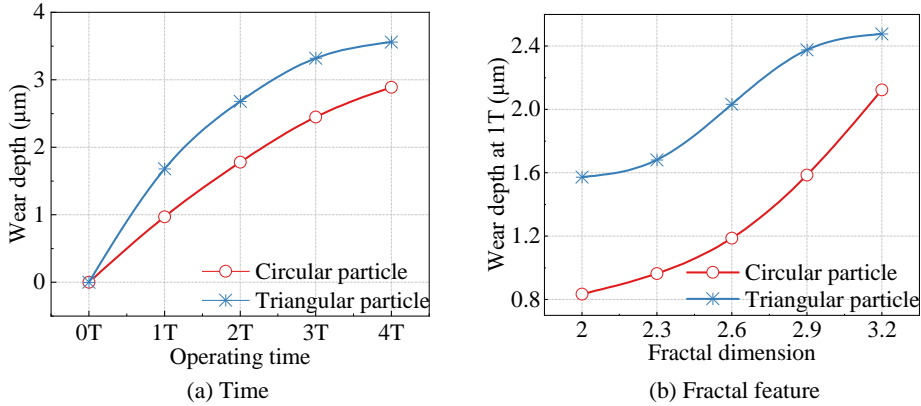 4
3
2
1
0
Wear depth (μm)
Circular particle
Triangular particle
0T 1T 2T 3T 4T
Operating time
(a) Time
2.4
2.0
1.6
1.2
0.8
Wear depth at 1T (μm)
Circular particle
Triangular particle
2 2.3 2.6 2.9 3.2
Fractal dimension
(b) Fractal feature